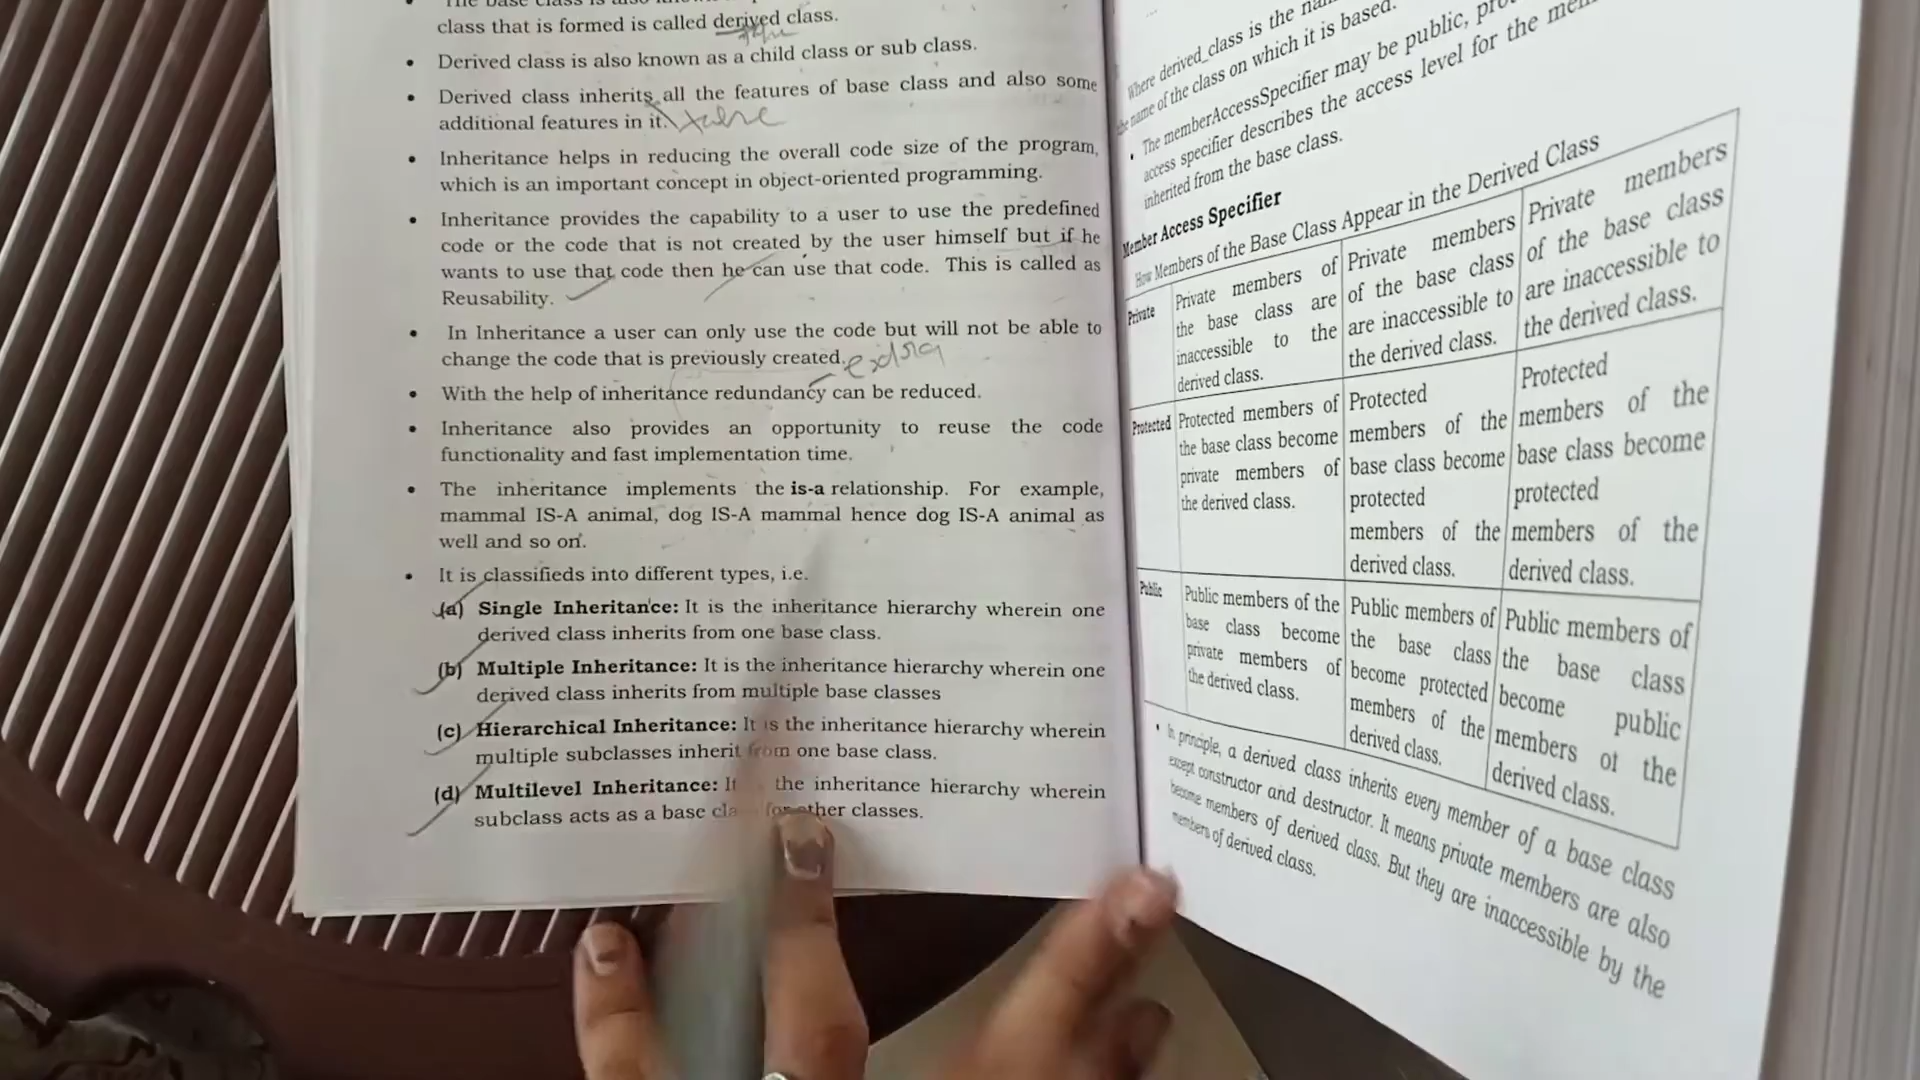 class that is formed is called derived class.
• Derived class is also known as a child class or sub class.
• Derived class inherits all the features of base class and also some
additional features in it.
• Inheritance helps in reducing the overall code size of the program,
which is an important concept in object-oriented programming.
• Inheritance provides the capability to a user to use the predefined
code or the code that is not created by the user himself but if he
wants to use that code then he can use that code. This is called as
Reusability.
• In Inheritance a user can only use the code but will not be able to
change the code that is previously created.
extra
• With the help of inheritance redundancy can be reduced.
• Inheritance also provides an opportunity to reuse the code
functionality and fast implementation time.
• The inheritance implements the is-a relationship. For example,
mammal IS-A animal, dog IS-A mammal hence dog IS-A animal as
well and so on.
• It is classifieds into different types, i.e.
(a) Single Inheritance: It is the inheritance hierarchy wherein one
derived class inherits from one base class.
(b) Multiple Inheritance: It is the inheritance hierarchy wherein one
derived class inherits from multiple base classes
(c) Hierarchical Inheritance: It is the inheritance hierarchy wherein
multiple subclasses inherit from one base class.
(d) Multilevel Inheritance: It the inheritance hierarchy wherein
subclass acts as a base for other classes.
Where derived_class is the
the name of the class on which it is based.
• The memberAccessSpecifier may be public,
access specifier describes the access level for the
inherited from the base class.
Member Access Specifier
How Members of the Base Class Appear in the Derived Class
Private
Private members of
the base class are
inaccessible to the
derived class.
Private members
of the base class
are inaccessible to
the derived class.
Private members
of the base class
are inaccessible to
the derived class.
Protected
Protected members of
the base class become
private members of
the derived class.
Protected
members of the
base class become
protected
members of the
derived class.
Protected
members of the
base class become
protected
members of the
derived class.
Public
Public members of the
base class become
private members of
the derived class.
Public members of
the base class
become protected
members of the
derived class.
Public members of
the base class
become public
members of the
derived class.
• In principle, a derived class inherits every member of a base class
except constructor and destructor. It means private members are also
become members of derived class. But they are inaccessible by the
members of derived class.